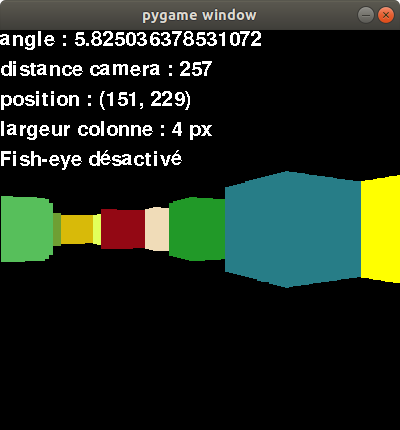 pygame window
angle : 5.825036378531072
distance camera : 257
position : (151, 229)
largeur colonne : 4 px
Fish-eye désactivé